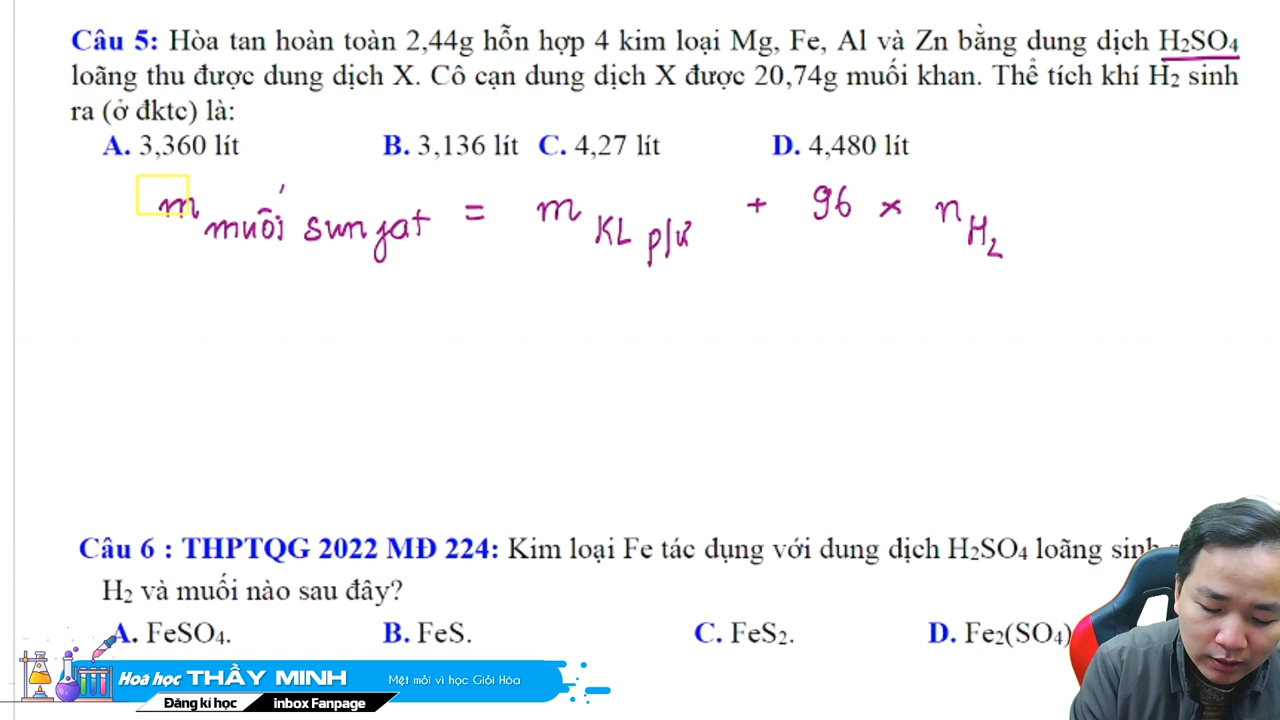 Câu 5: Hòa tan hoàn toàn 2,44g hỗn hợp 4 kim loại Mg, Fe, Al và Zn bằng dung dịch H2SO4
loãng thu được dung dịch X. Cô cạn dung dịch X được 20,74g muối khan. Thể tích khí H2 sinh
ra (ở đktc) là:
A. 3,360 lít B. 3,136 lít C. 4,27 lít D. 4,480 lít
m muối sunfat = m KL p/ư + 96 × n H2
Câu 6 : THPTQG 2022 MĐ 224: Kim loại Fe tác dụng với dung dịch H2SO4 loãng sinh
H2 và muối nào sau đây?
A. FeSO4. B. FeS. C. FeS2. D. Fe2(SO4)
Hoá học THẦY MINH
Mệt mỏi vì học Giỏi Hóa
Đăng kí học inbox Fanpage